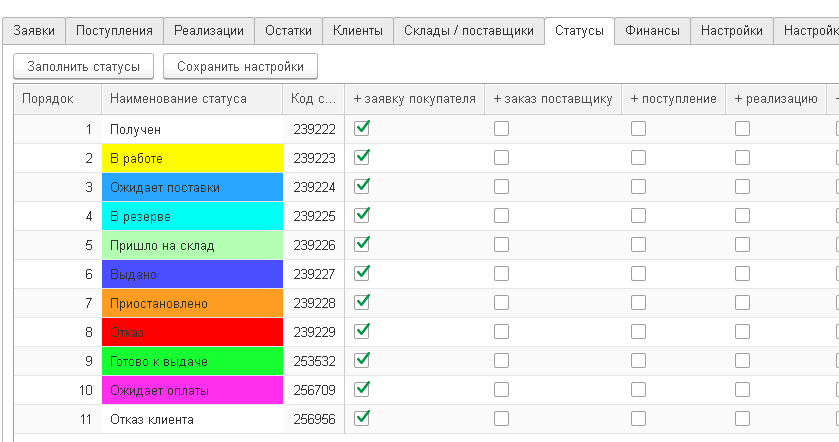 Заявки Поступления Реализации Остатки Клиенты Склады / поставщики Статусы Финансы Настройки Настройк
Заполнить статусы Сохранить настройки
Порядок Наименование статуса Код с... + заявку покупателя + заказ поставщику + поступление + реализацию
1 Получен 239222
2 В работе 239223
3 Ожидает поставки 239224
4 В резерве 239225
5 Пришло на склад 239226
6 Выдано 239227
7 Приостановлено 239228
8 Отказ 239229
9 Готово к выдаче 253532
10 Ожидает оплаты 256709
11 Отказ клиента 256956